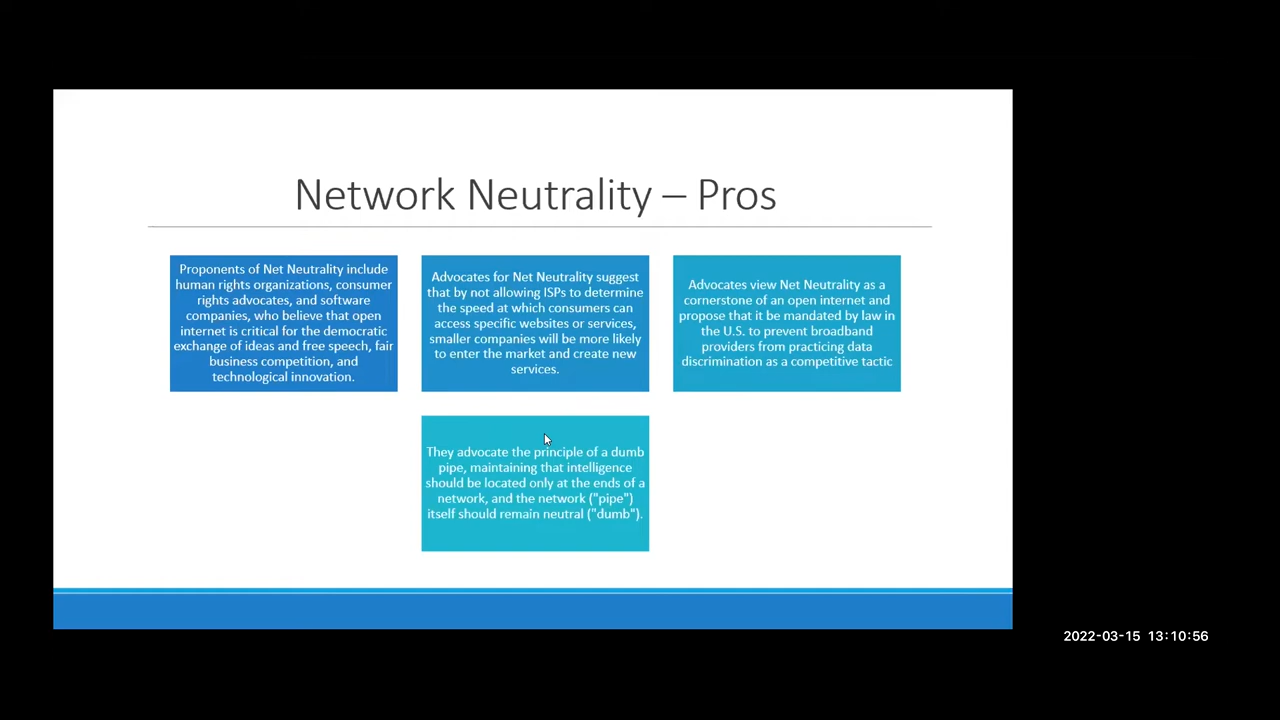 Network Neutrality – Pros
Proponents of Net Neutrality include
human rights organizations, consumer
rights advocates, and software
companies, who believe that open
internet is critical for the democratic
exchange of ideas and free speech, fair
business competition, and
technological innovation.
Advocates for Net Neutrality suggest
that by not allowing ISPs to determine
the speed at which consumers can
access specific websites or services,
smaller companies will be more likely
to enter the market and create new
services.
Advocates view Net Neutrality as a
cornerstone of an open internet and
propose that it be mandated by law in
the U.S. to prevent broadband
providers from practicing data
discrimination as a competitive tactic
They advocate the principle of a dumb
pipe, maintaining that intelligence
should be located only at the ends of a
network, and the network ("pipe")
itself should remain neutral ("dumb").
2022-03-15 13:10:56